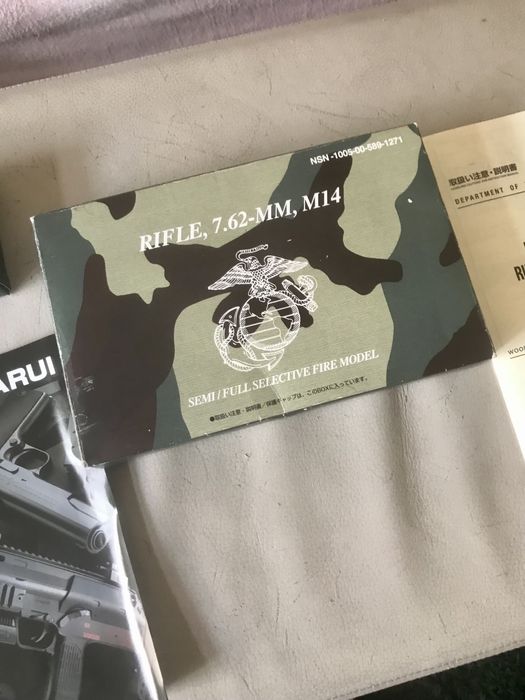 NSN -1005-00-589-1271
RIFLE, 7.62-MM, M14
SEMI / FULL SELECTIVE FIRE MODEL
●取扱い注意・説明書／保護キャップは、このBOXに入っています。
取扱い注意・説明書
DEPARTMENT OF
RI
WOOD
ARUI